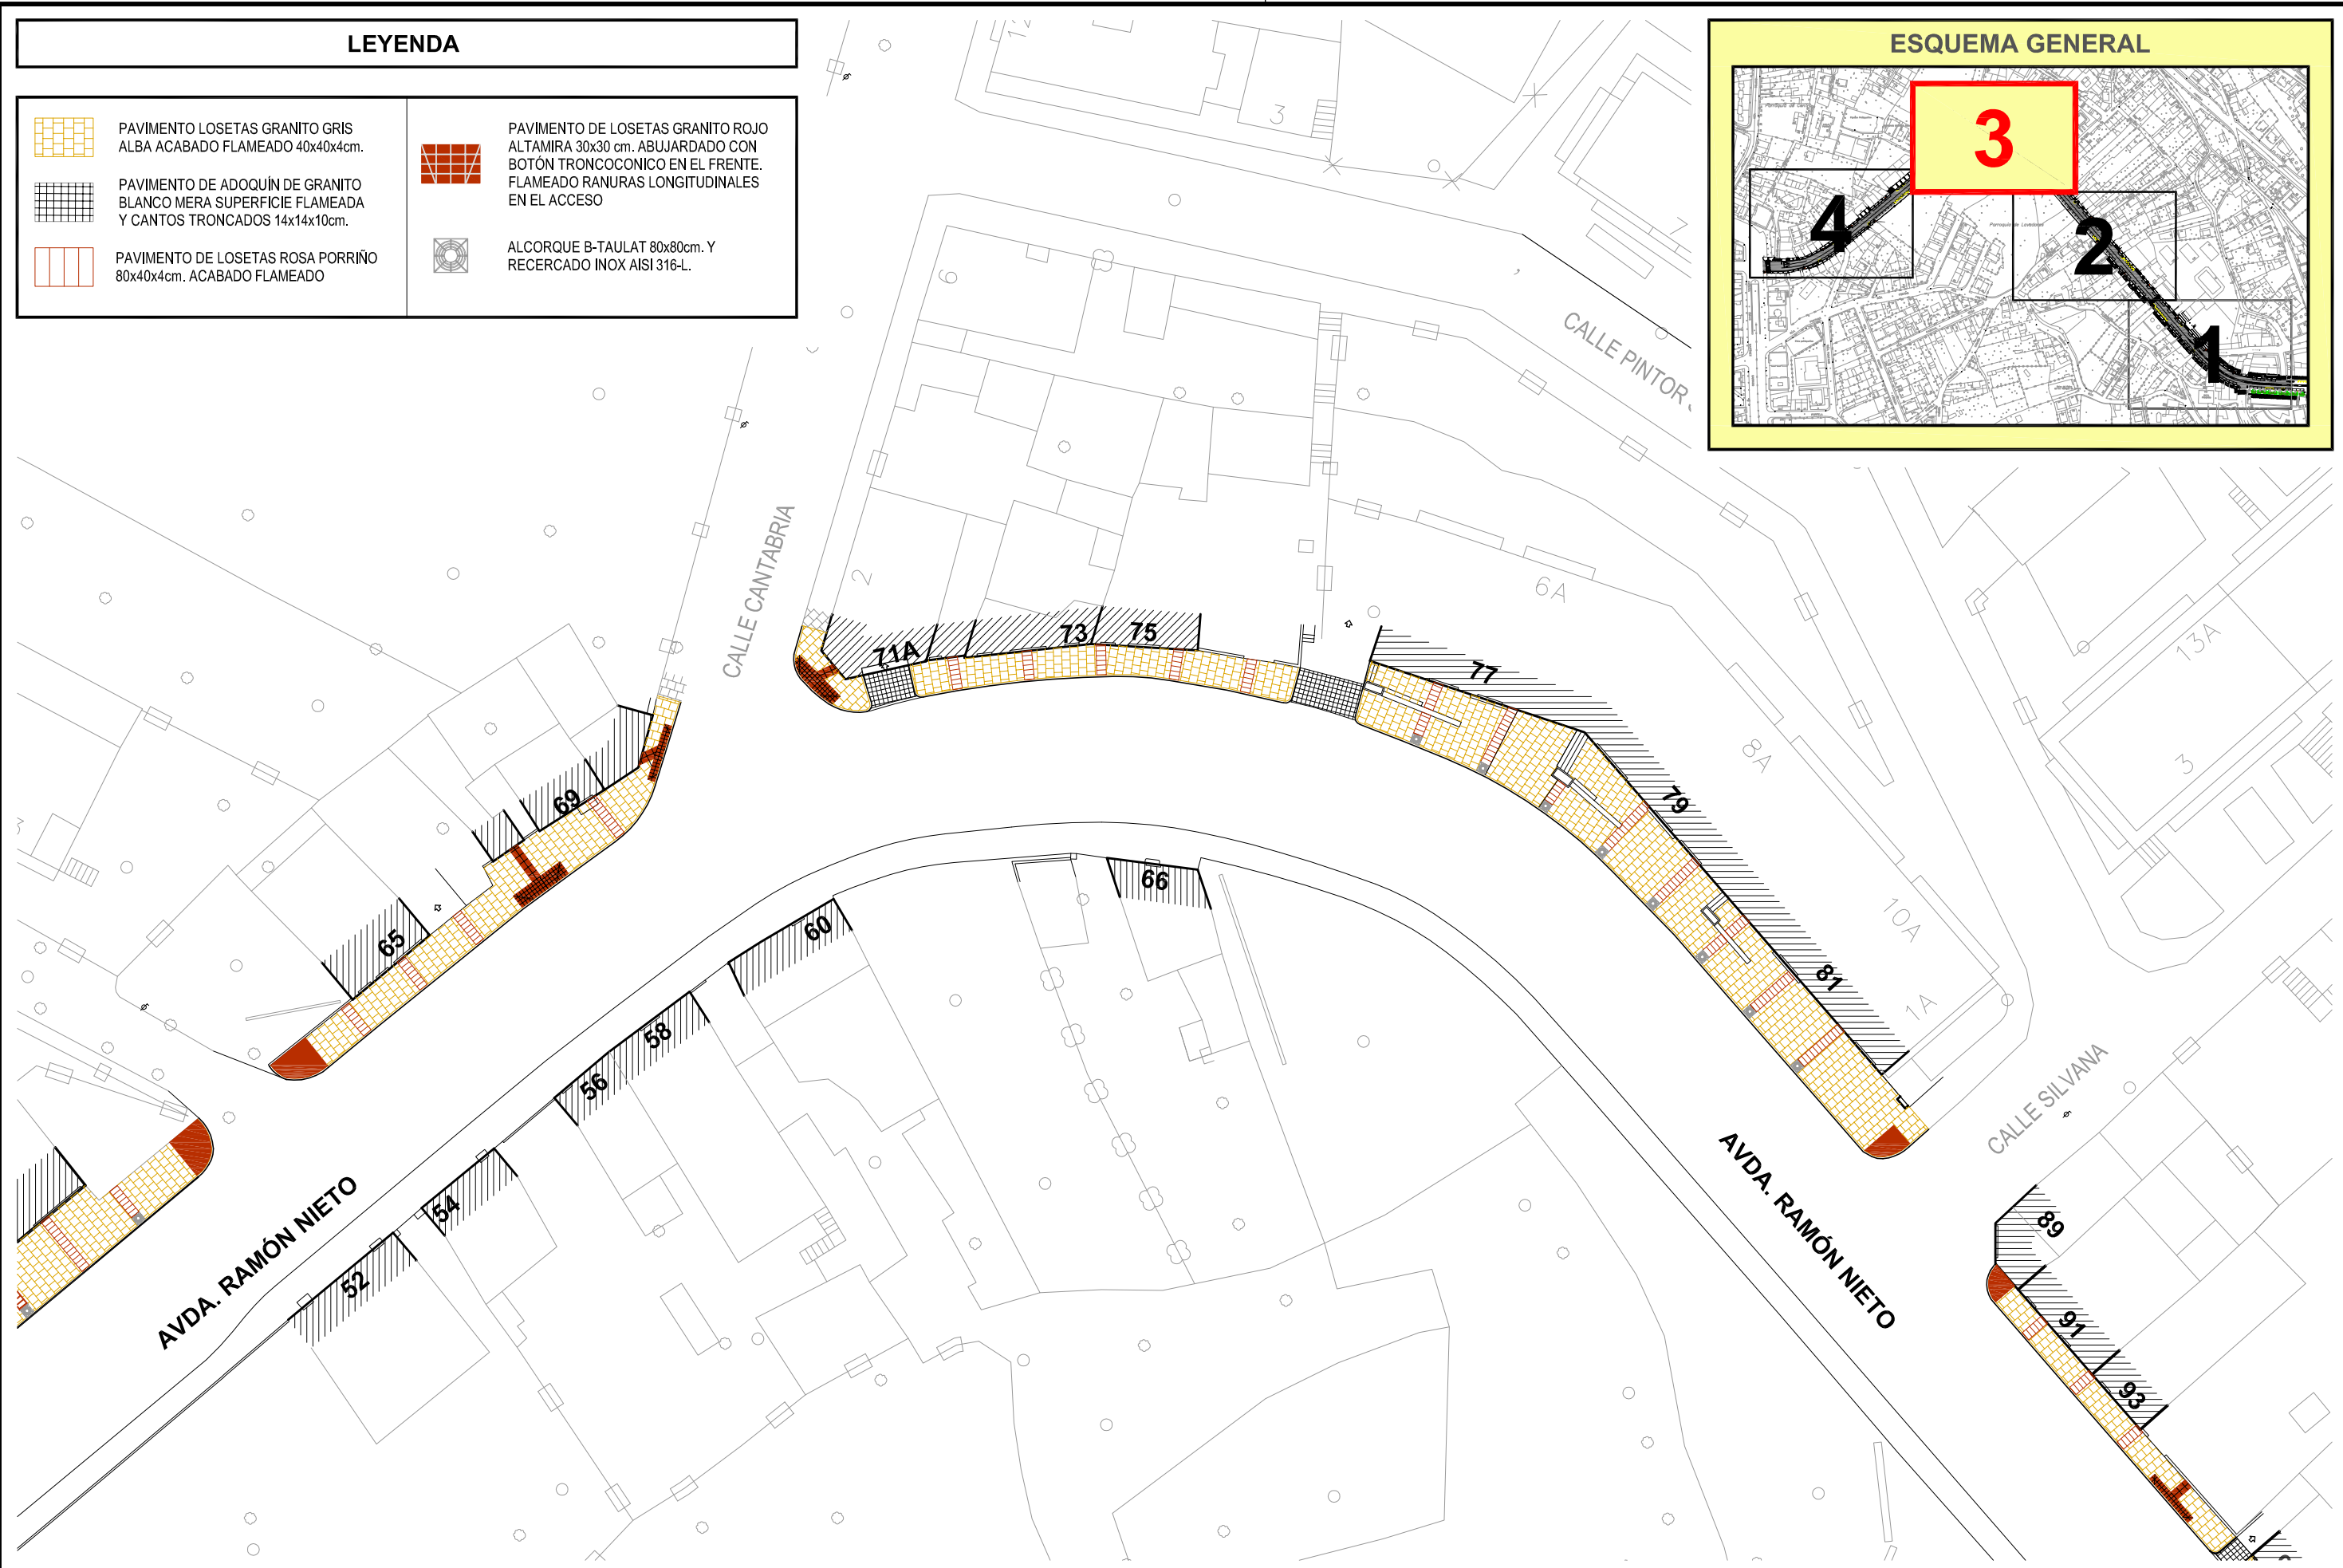 LEYENDA
PAVIMENTO LOSETAS GRANITO GRIS
ALBA ACABADO FLAMEADO 40x40x4cm.
PAVIMENTO DE ADOQUÍN DE GRANITO
BLANCO MERA SUPERFICIE FLAMEADA
Y CANTOS TRONCADOS 14x14x10cm.
PAVIMENTO DE LOSETAS ROSA PORRIÑO
80x40x4cm. ACABADO FLAMEADO
PAVIMENTO DE LOSETAS GRANITO ROJO
ALTAMIRA 30x30 cm. ABUJARDADO CON
BOTÓN TRONCOCONICO EN EL FRENTE.
FLAMEADO RANURAS LONGITUDINALES
EN EL ACCESO
ALCORQUE B-TAULAT 80x80cm. Y
RECERCADO INOX AISI 316-L.
ESQUEMA GENERAL
3
4
2
1
3
7
6
CALLE PINTOR
CALLE CANTABRIA
2
6A
71A
73
75
77
13A
8A
3
79
69
10A
65
60
66
81
1A
58
56
CALLE SILVANA
54
52
AVDA. RAMÓN NIETO
AVDA. RAMÓN NIETO
89
91
93